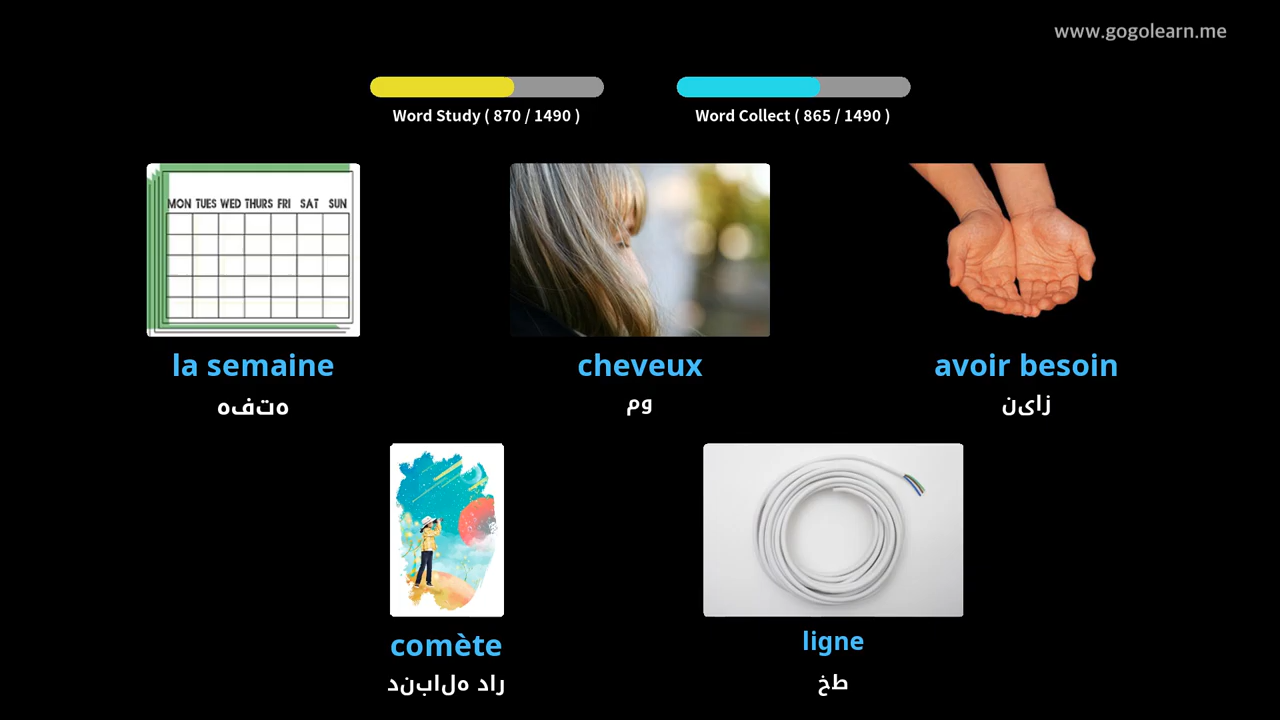 www.gogolearn.me
Word Study ( 870 / 1490 )
Word Collect ( 865 / 1490 )
MON TUES WED THURS FRI SAT SUN
la semaine
هتفه
cheveux
وم
avoir besoin
زاین
comète
راد هلابند
ligne
طخ